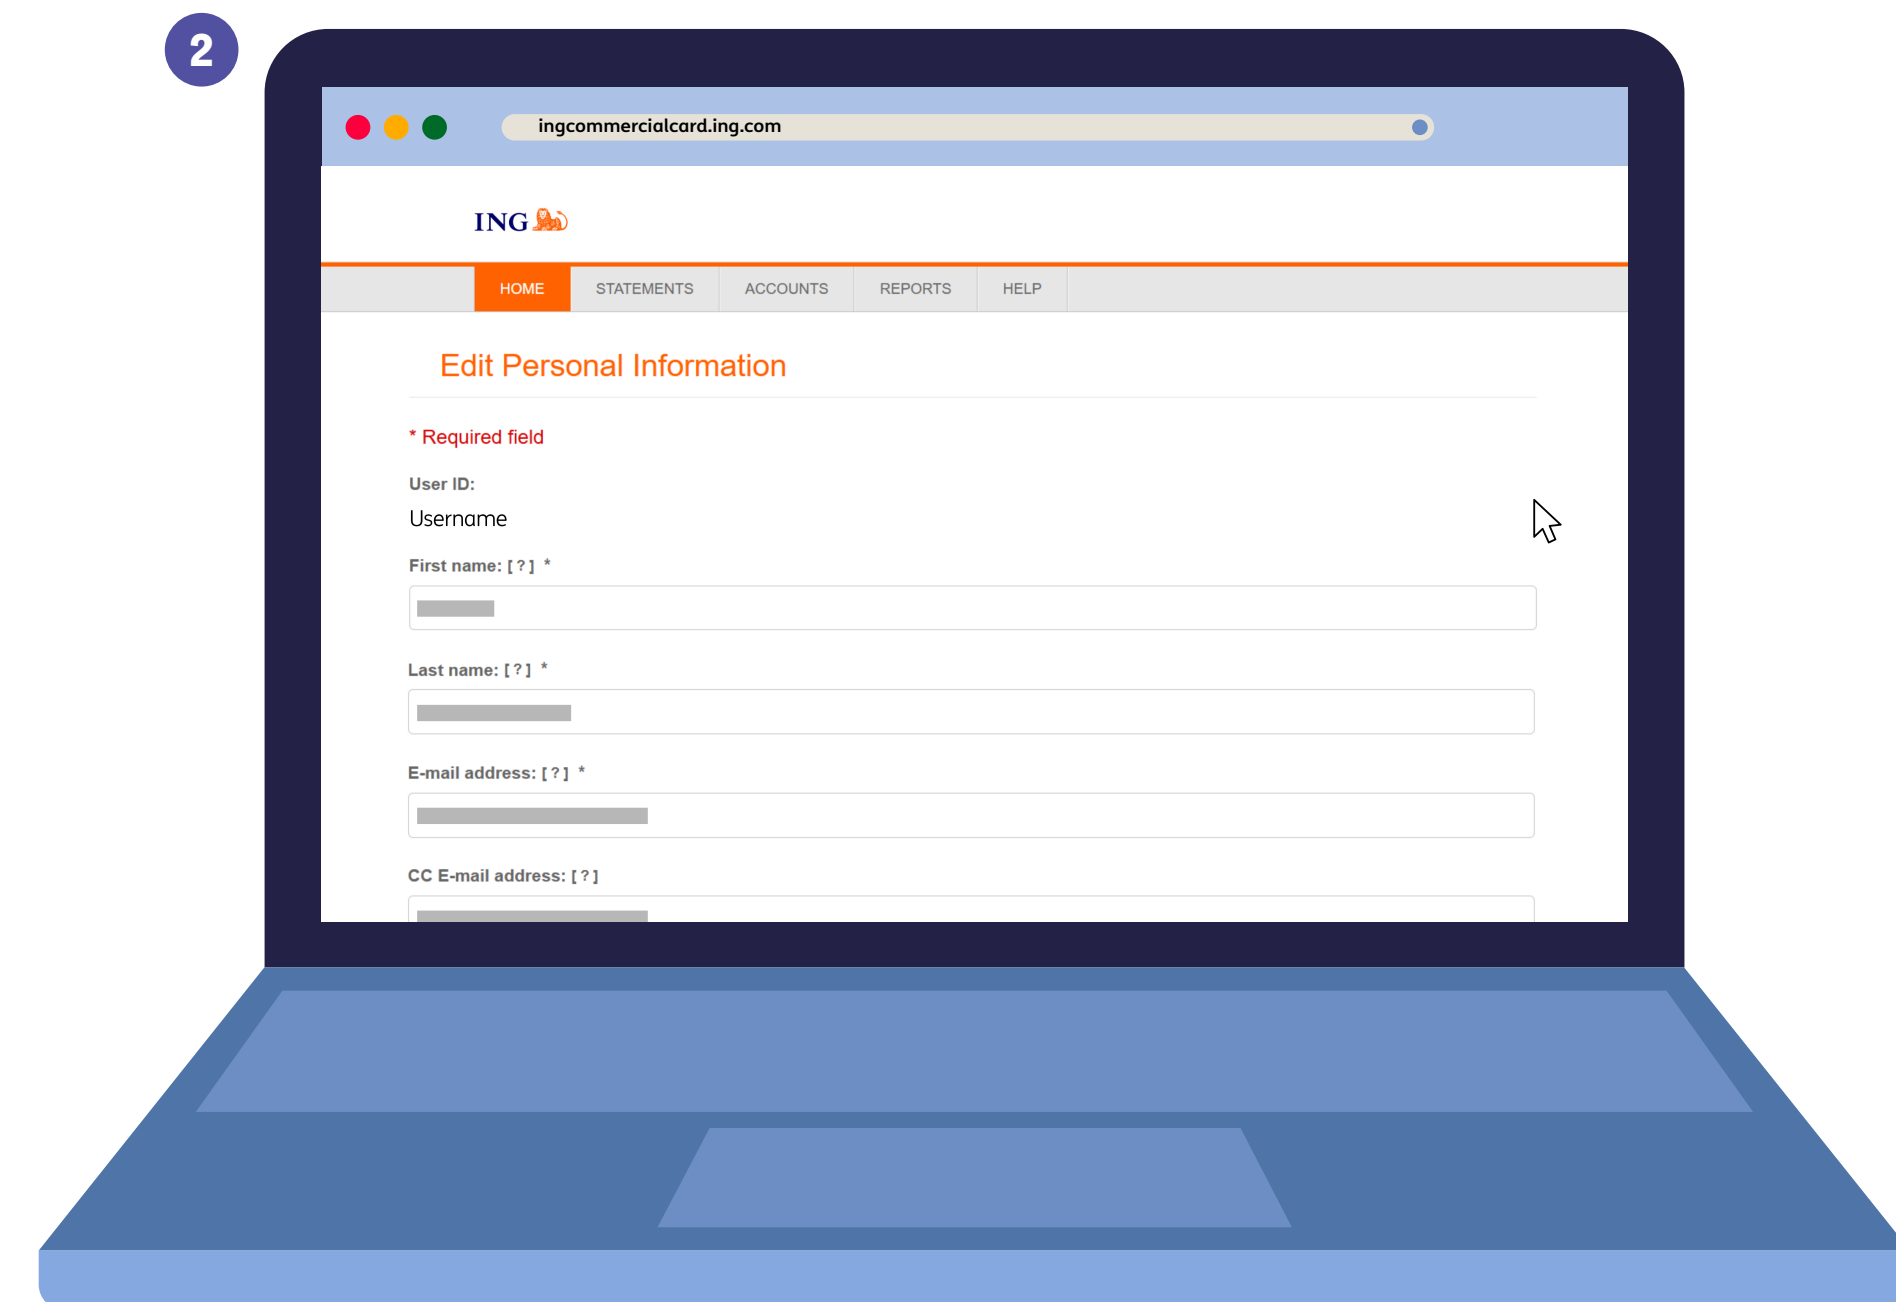 2
ingcommercialcard.ing.com
ING
HOME STATEMENTS ACCOUNTS REPORTS HELP
Edit Personal Information
* Required field
User ID:
Username
First name: [ ? ] *
Last name: [ ? ] *
E-mail address: [ ? ] *
CC E-mail address: [ ? ]